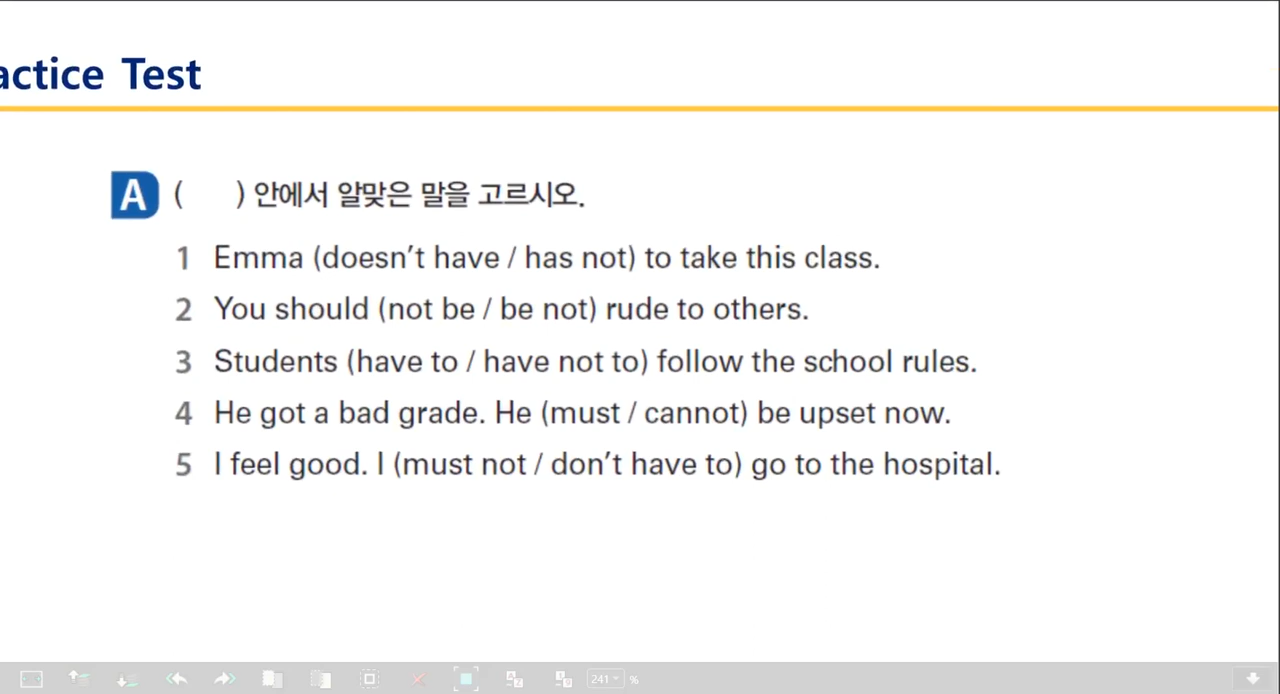 actice Test
A ( ) 안에서 알맞은 말을 고르시오.
1 Emma (doesn't have / has not) to take this class.
2 You should (not be / be not) rude to others.
3 Students (have to / have not to) follow the school rules.
4 He got a bad grade. He (must / cannot) be upset now.
5 I feel good. I (must not / don't have to) go to the hospital.
241 %